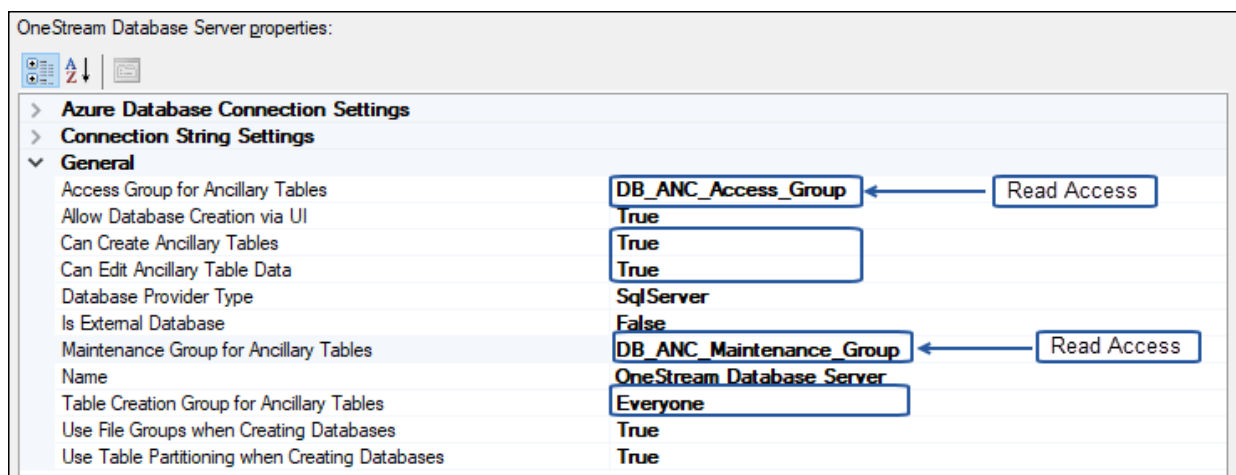 OneStream Database Server properties:
A Z
Azure Database Connection Settings
Connection String Settings
General
Access Group for Ancillary Tables DB_ANC_Access_Group Read Access
Allow Database Creation via UI True
Can Create Ancillary Tables True
Can Edit Ancillary Table Data True
Database Provider Type SqlServer
Is External Database False
Maintenance Group for Ancillary Tables DB_ANC_Maintenance_Group Read Access
Name OneStream Database Server
Table Creation Group for Ancillary Tables Everyone
Use File Groups when Creating Databases True
Use Table Partitioning when Creating Databases True